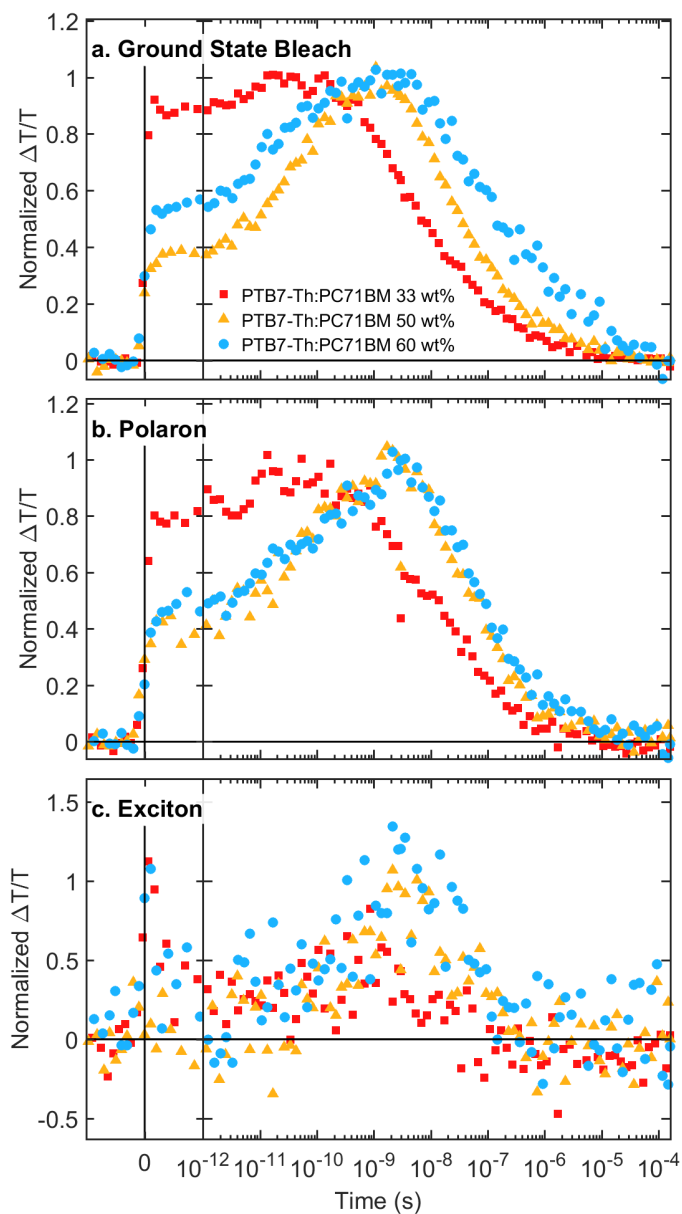 1.2
a. Ground State Bleach
1
0.8
0.6
0.4
0.2
0
Normalized ΔT/T
PTB7-Th:PC71BM 33 wt%
PTB7-Th:PC71BM 50 wt%
PTB7-Th:PC71BM 60 wt%
1.2
b. Polaron
1
0.8
0.6
0.4
0.2
0
Normalized ΔT/T
c. Exciton
1.5
1
0.5
0
-0.5
Normalized ΔT/T
0 10⁻¹² 10⁻¹¹ 10⁻¹⁰ 10⁻⁹ 10⁻⁸ 10⁻⁷ 10⁻⁶ 10⁻⁵ 10⁻⁴
Time (s)